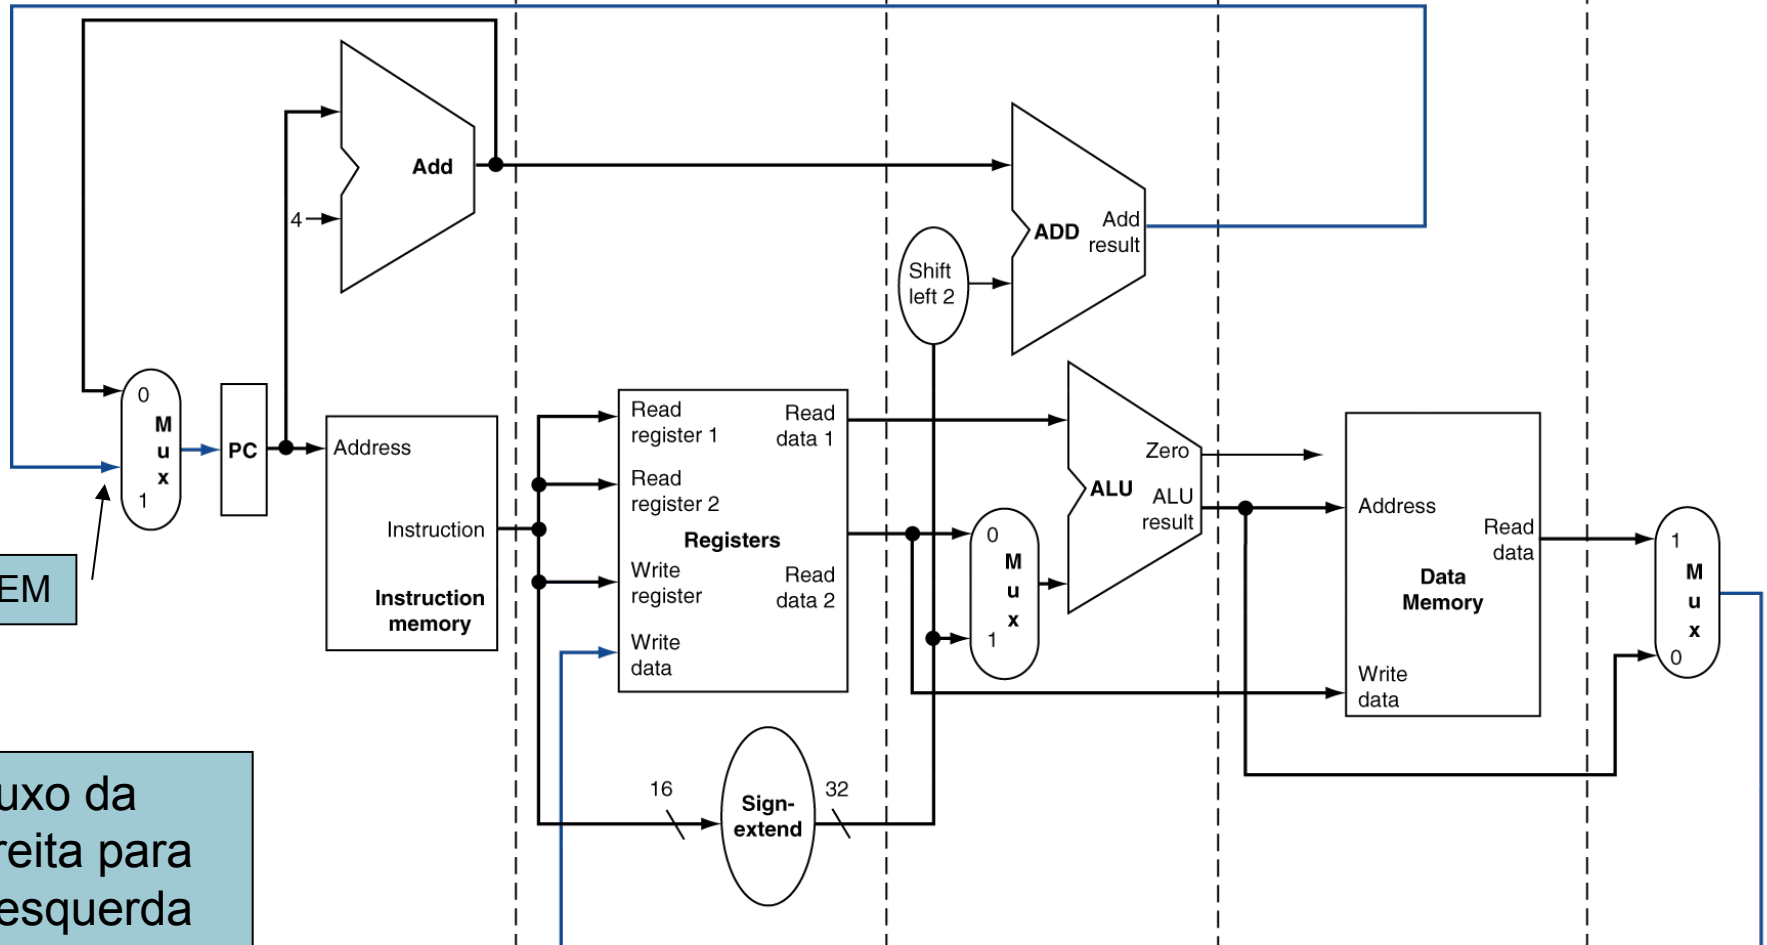 Add
4
ADD
Add
result
Shift
left 2
0
M
u
x
1
PC
Address
Instruction
Instruction
memory
Read
register 1
Read
data 1
Read
register 2
Registers
Write
register
Read
data 2
Write
data
0
M
u
x
1
Zero
ALU
ALU
result
Address
Read
data
Data
Memory
Write
data
1
M
u
x
0
16
Sign-
extend
32
EM
uxo da
reita para
esquerda